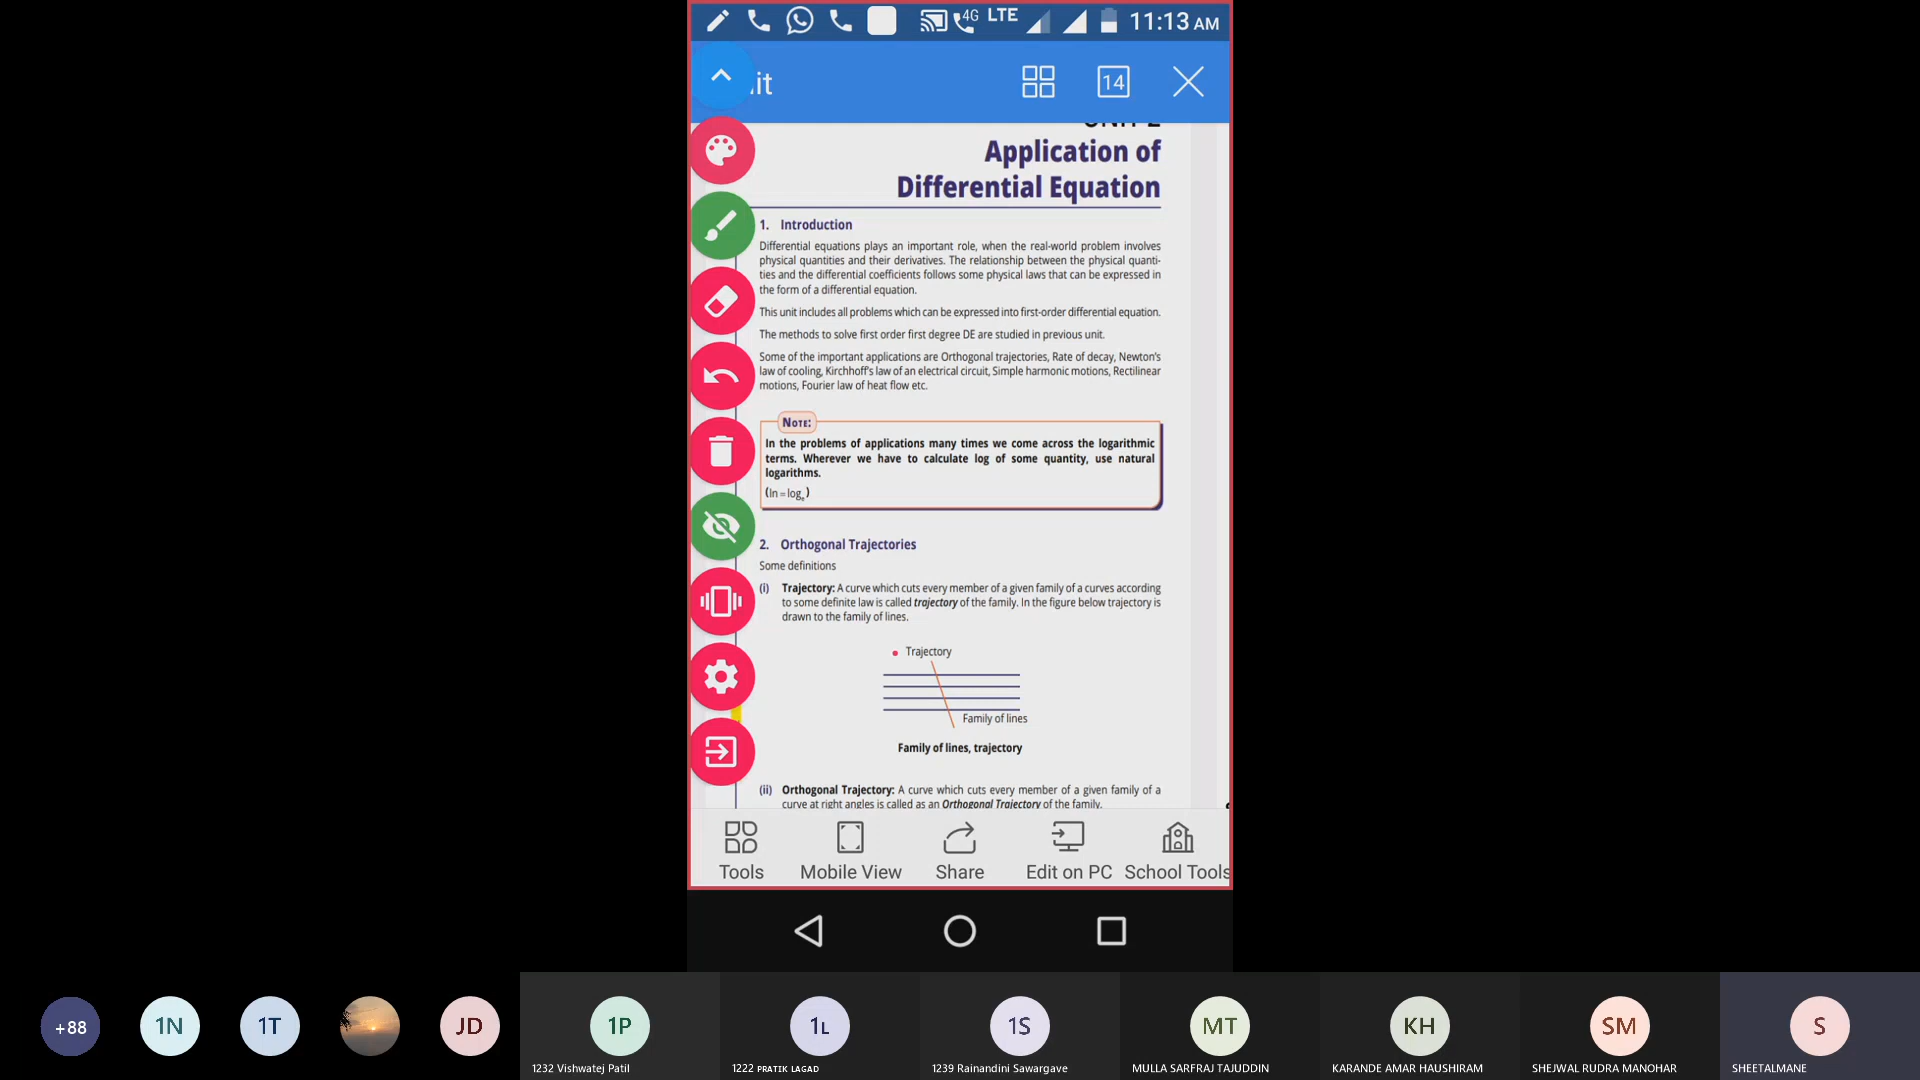 4G LTE 11:13 AM
it
14
UNIT-2
Application of
Differential Equation
1. Introduction
Differential equations plays an important role, when the real-world problem involves
physical quantities and their derivatives. The relationship between the physical quanti-
ties and the differential coefficients follows some physical laws that can be expressed in
the form of a differential equation.
This unit includes all problems which can be expressed into first-order differential equation.
The methods to solve first order first degree DE are studied in previous unit.
Some of the important applications are Orthogonal trajectories, Rate of decay, Newton's
law of cooling, Kirchhoff's law of an electrical circuit, Simple harmonic motions, Rectilinear
motions, Fourier law of heat flow etc.
NOTE:
In the problems of applications many times we come across the logarithmic
terms. Wherever we have to calculate log of some quantity, use natural
logarithms.
(ln = logₑ)
2. Orthogonal Trajectories
Some definitions
(i) Trajectory: A curve which cuts every member of a given family of a curves according
to some definite law is called trajectory of the family. In the figure below trajectory is
drawn to the family of lines.
Trajectory
Family of lines
Family of lines, trajectory
(ii) Orthogonal Trajectory: A curve which cuts every member of a given family of a
curve at right angles is called as an Orthogonal Trajectory of the family.
Tools Mobile View Share Edit on PC School Tools
+88 1N 1T JD 1P 1L 1S MT KH SM S
1232 Vishwatej Patil 1222 PRATIK LAGAD 1239 Rainandini Sawargave MULLA SARFRAJ TAJUDDIN KARANDE AMAR HAUSHIRAM SHEJWAL RUDRA MANOHAR SHEETALMANE